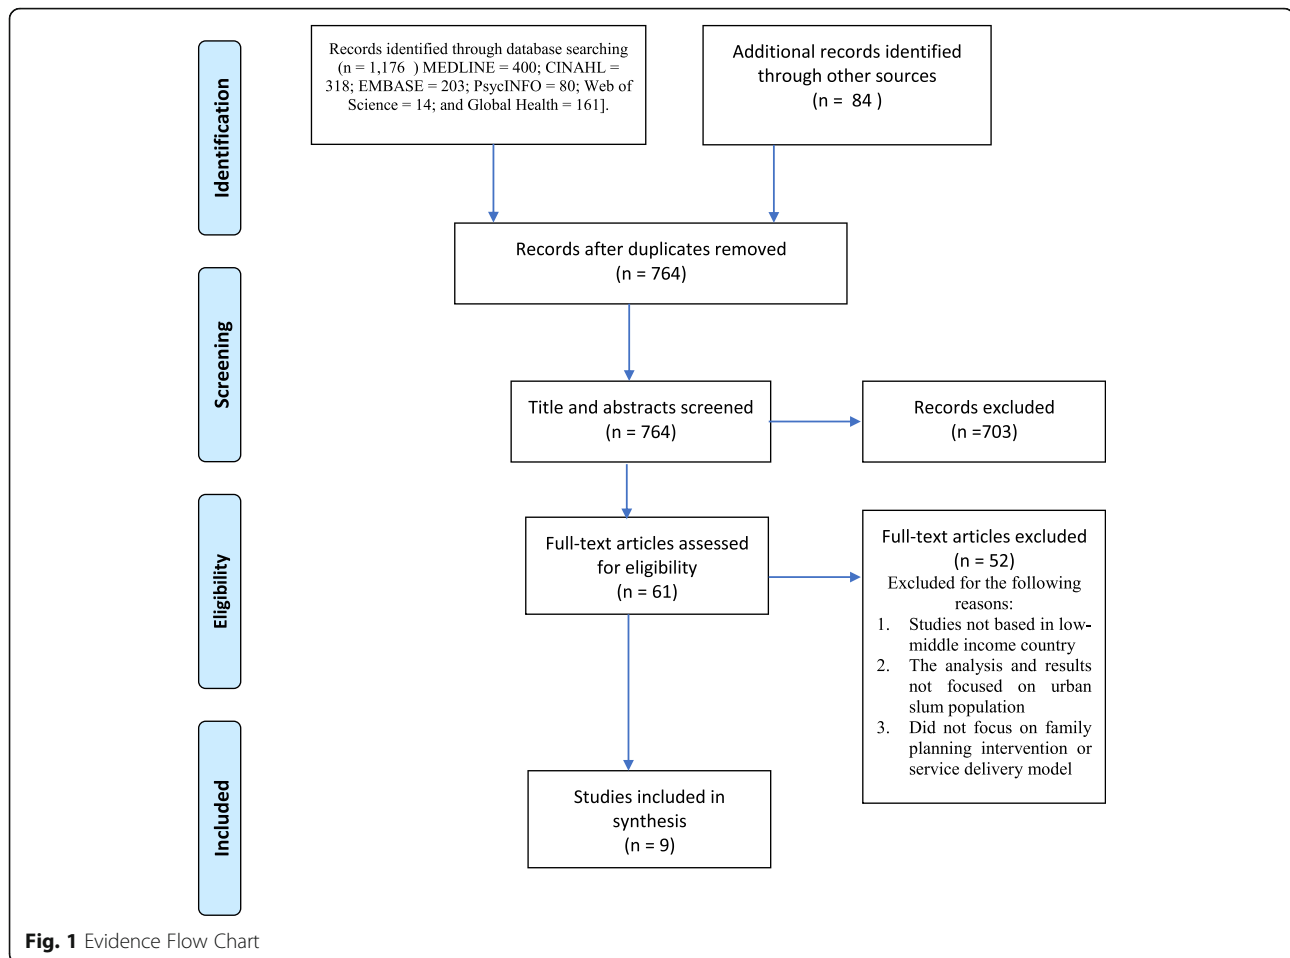 Identification
Records identified through database searching
(n = 1,176 ) MEDLINE = 400; CINAHL =
318; EMBASE = 203; PsycINFO = 80; Web of
Science = 14; and Global Health = 161].
Additional records identified
through other sources
(n = 84 )
Records after duplicates removed
(n = 764)
Screening
Title and abstracts screened
(n = 764)
Records excluded
(n =703)
Eligibility
Full-text articles assessed
for eligibility
(n = 61)
Full-text articles excluded
(n = 52)
Excluded for the following
reasons:
1. Studies not based in low-
middle income country
2. The analysis and results
not focused on urban
slum population
3. Did not focus on family
planning intervention or
service delivery model
Included
Studies included in
synthesis
(n = 9)
Fig. 1 Evidence Flow Chart